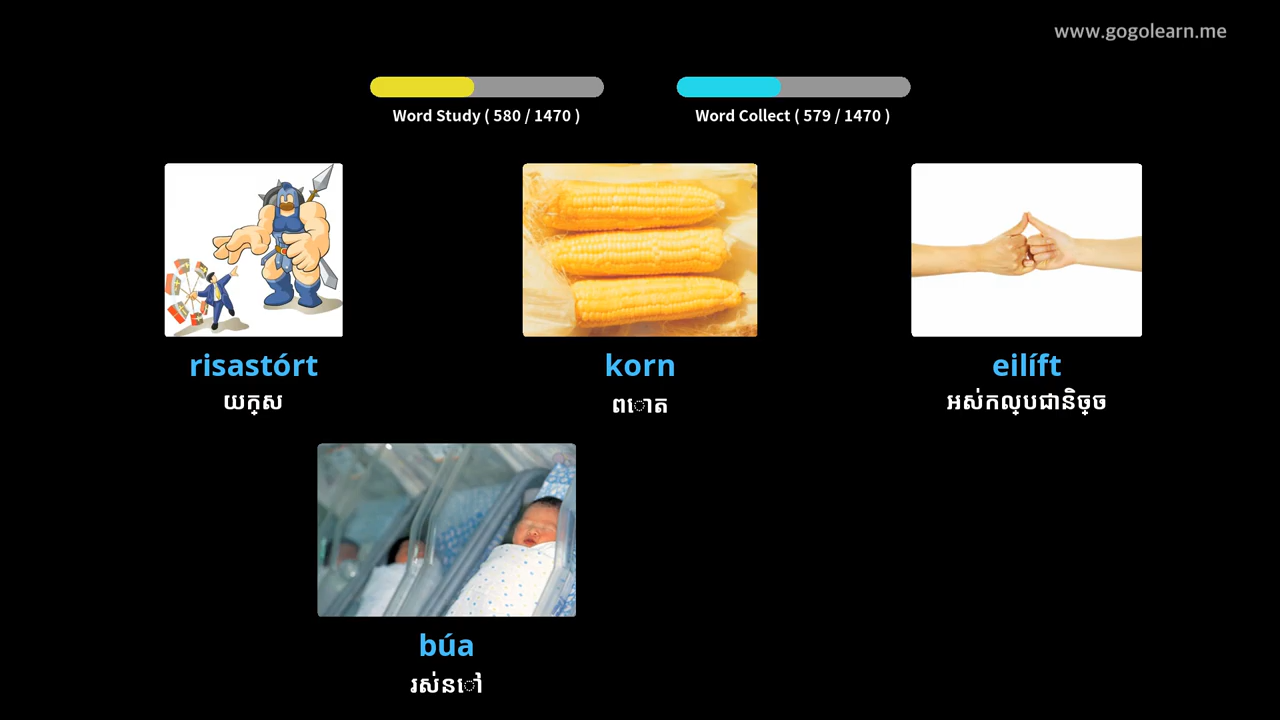 www.gogolearn.me
Word Study ( 580 / 1470 )
Word Collect ( 579 / 1470 )
risastórt
យក្ស
korn
ពោត
eilíft
អស់កល្បជានិច្ច
búa
រស់នៅ